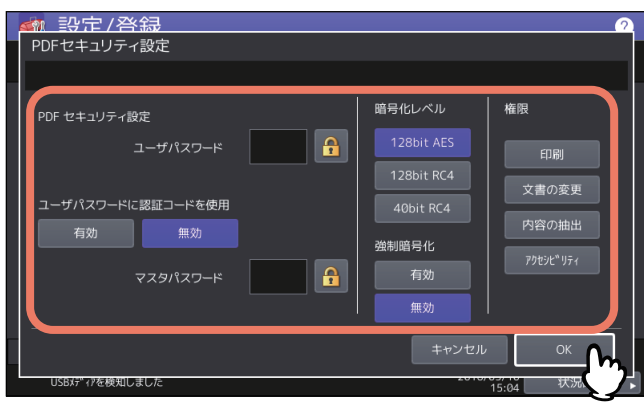 設定/登録
?
PDFセキュリティ設定
PDF セキュリティ設定
ユーザパスワード
ユーザパスワードに認証コードを使用
有効
無効
マスタパスワード
暗号化レベル
128bit AES
128bit RC4
40bit RC4
強制暗号化
有効
無効
権限
印刷
文書の変更
内容の抽出
ｱｸｾｼﾋﾞﾘﾃｨ
キャンセル
OK
USBﾒﾃﾞｨｱを検知しました
15:04
状況